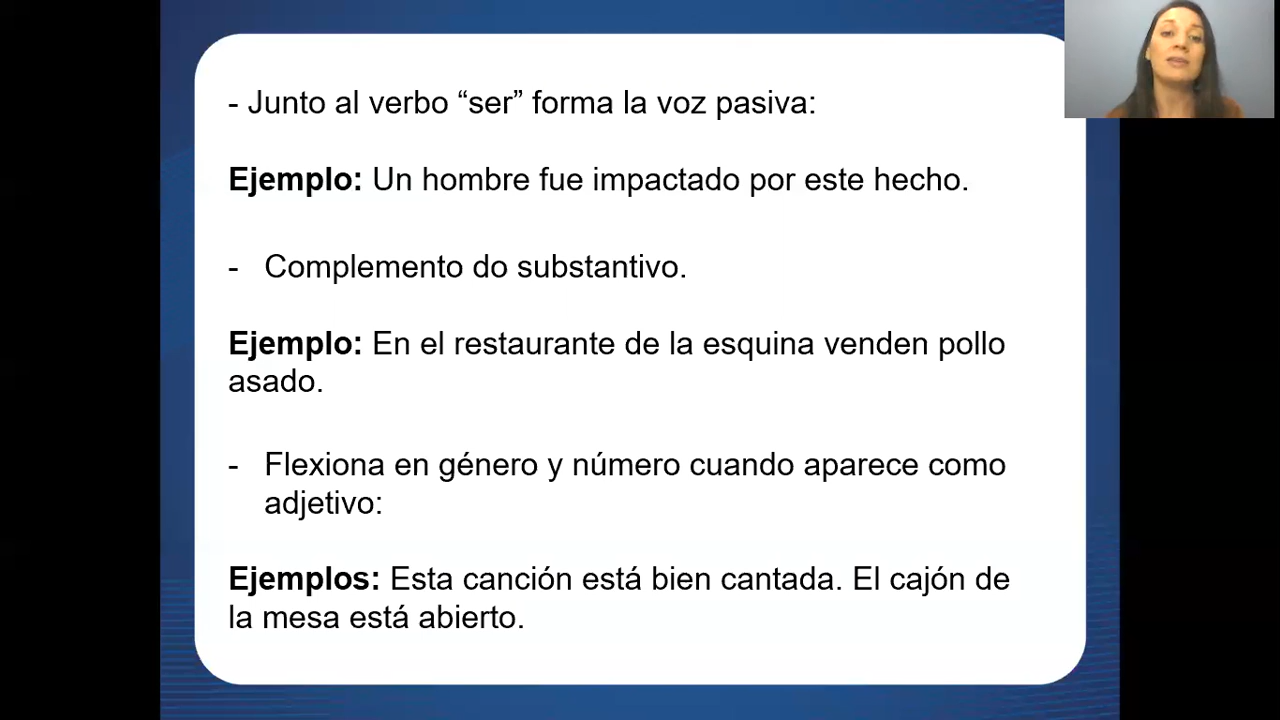 - Junto al verbo “ser” forma la voz pasiva:
Ejemplo: Un hombre fue impactado por este hecho.
- Complemento do substantivo.
Ejemplo: En el restaurante de la esquina venden pollo
asado.
- Flexiona en género y número cuando aparece como
adjetivo:
Ejemplos: Esta canción está bien cantada. El cajón de
la mesa está abierto.